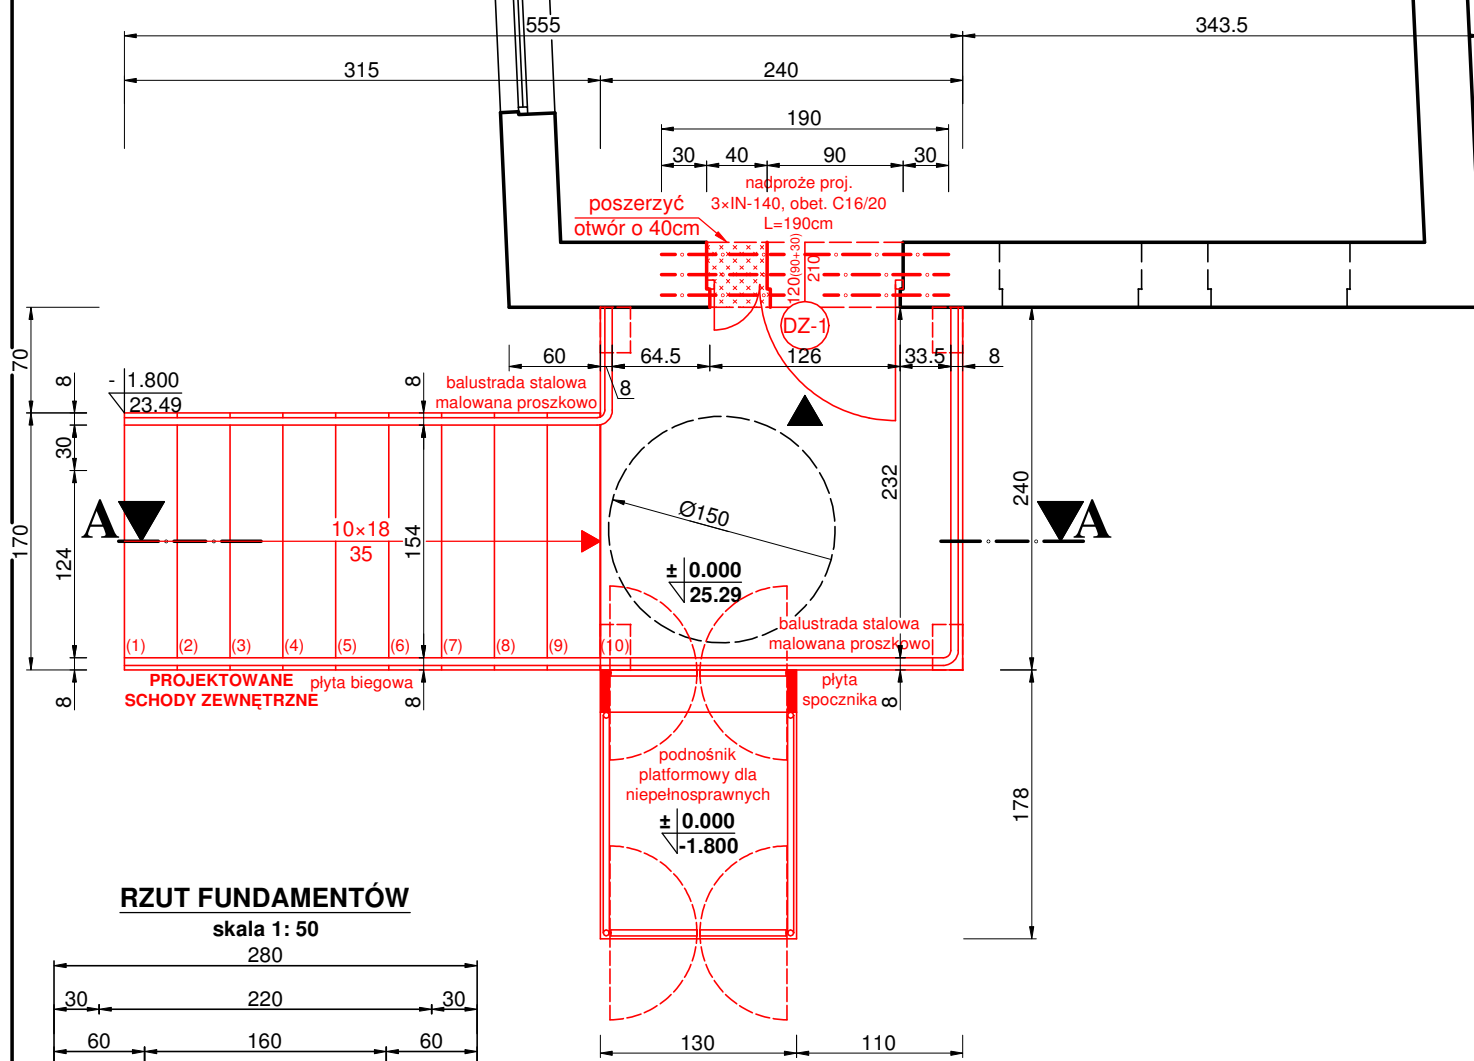 555
343.5
315
240
190
30
40
90
30
nadproże proj.
3×IN-140, obet. C16/20
L=190cm
poszerzyć
otwór o 40cm
120(90+30)
210
DZ-1
60
64.5
126
33.5
8
8
70
8
- 1.800
23.49
8
balustrada stalowa
malowana proszkowo
30
170
124
A
10×18
35
154
Ø150
232
240
A
± 0.000
25.29
(1)
(2)
(3)
(4)
(5)
(6)
(7)
(8)
(9)
(10)
balustrada stalowa
malowana proszkowo
PROJEKTOWANE
SCHODY ZEWNĘTRZNE
płyta biegowa
8
8
płyta
spocznika
8
podnośnik
platformowy dla
niepełnosprawnych
± 0.000
-1.800
178
RZUT FUNDAMENTÓW
skala 1: 50
280
30
220
30
60
160
60
130
110